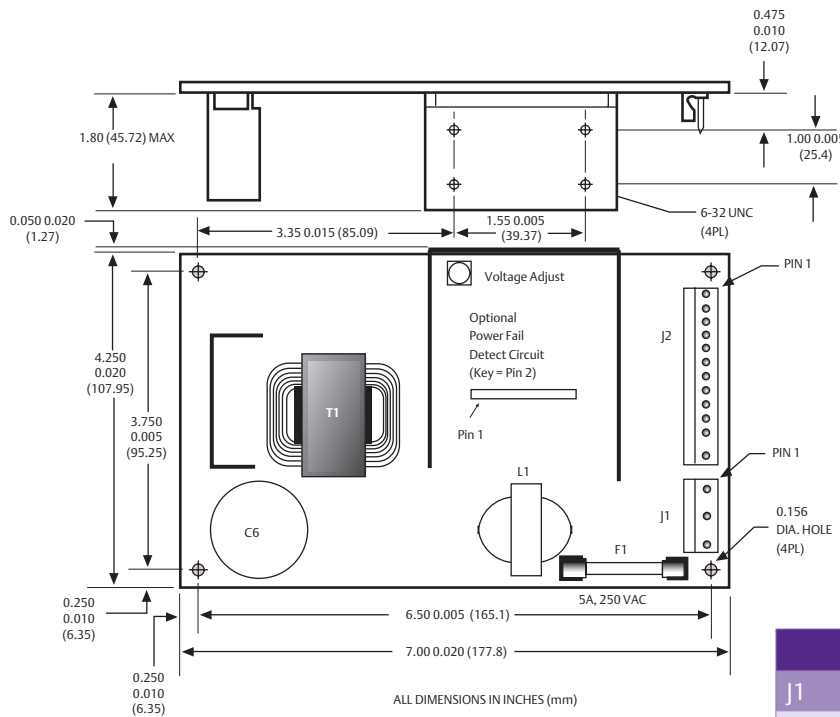 0.475
0.010
(12.07)
1.80 (45.72) MAX
1.00 0.005
(25.4)
0.050 0.020
(1.27)
3.35 0.015 (85.09)
1.55 0.005
(39.37)
6-32 UNC
(4PL)
PIN 1
Voltage Adjust
Optional
Power Fail
Detect Circuit
(Key = Pin 2)
J2
4.250
0.020
(107.95)
T1
3.750
0.005
(95.25)
Pin 1
PIN 1
L1
J1
0.156
DIA. HOLE
(4PL)
C6
F1
5A, 250 VAC
0.250
0.010
(6.35)
6.50 0.005 (165.1)
7.00 0.020 (177.8)
0.250
0.010
(6.35)
ALL DIMENSIONS IN INCHES (mm)
J1